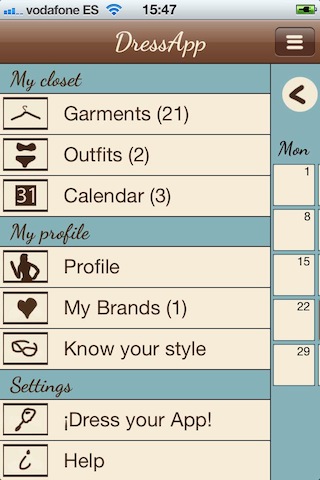 vodafone ES 15:47
DressApp
My closet
Garments (21)
Outfits (2)
31 Calendar (3)
My profile
Profile
My Brands (1)
Know your style
Settings
¡Dress your App!
i Help
Mon
1
8
15
22
29